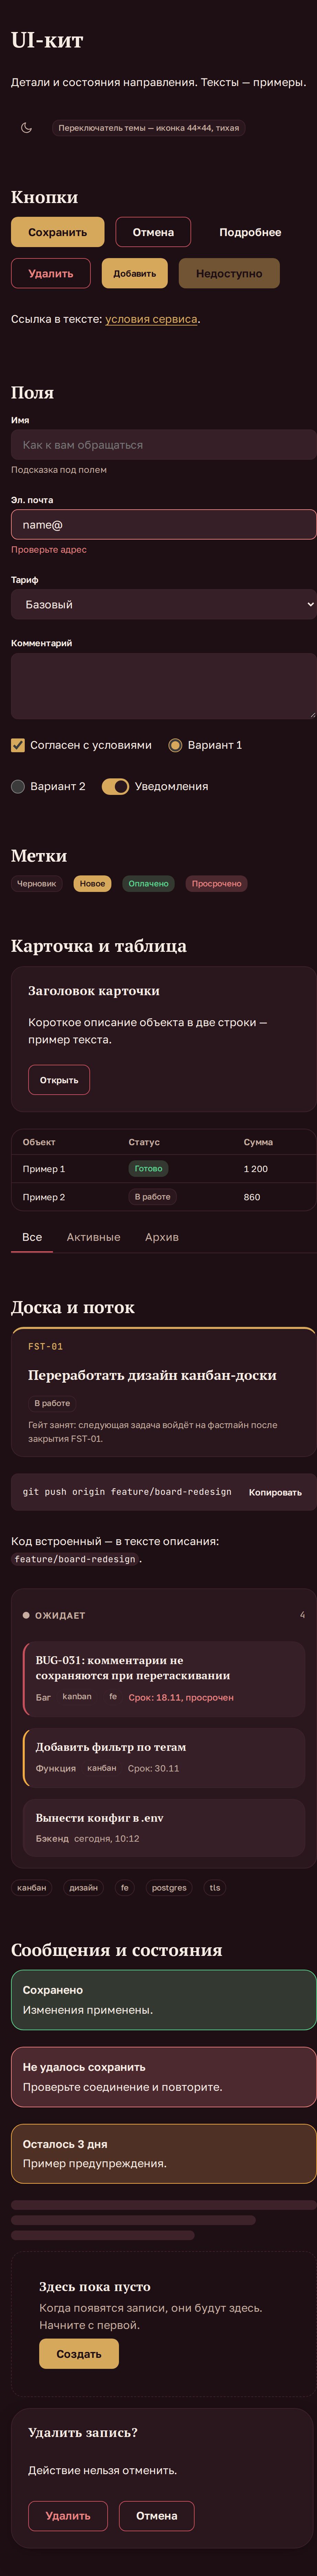 UI-кит
Детали и состояния направления. Тексты — примеры.
Переключатель темы — иконка 44×44, тихая
Кнопки
Сохранить
Отмена
Подробнее
Удалить
Добавить
Недоступно
Ссылка в тексте: условия сервиса.
Поля
Имя
Как к вам обращаться
Подсказка под полем
Эл. почта
name@
Проверьте адрес
Тариф
Базовый
Комментарий
Согласен с условиями
Вариант 1
Вариант 2
Уведомления
Метки
Черновик
Новое
Оплачено
Просрочено
Карточка и таблица
Заголовок карточки
Короткое описание объекта в две строки —
пример текста.
Открыть
Объект Статус Сумма
Пример 1 Готово 1 200
Пример 2 В работе 860
Все Активные Архив
Доска и поток
FST-01
Переработать дизайн канбан-доски
В работе
Гейт занят: следующая задача войдёт на фастлайн после
закрытия FST-01.
git push origin feature/board-redesign
Копировать
Код встроенный — в тексте описания:
feature/board-redesign.
ОЖИДАЕТ 4
BUG-031: комментарии не
сохраняются при перетаскивании
Баг kanban fe Срок: 18.11, просрочен
Добавить фильтр по тегам
Функция канбан Срок: 30.11
Вынести конфиг в .env
Бэкенд сегодня, 10:12
канбан дизайн fe postgres tls
Сообщения и состояния
Сохранено
Изменения применены.
Не удалось сохранить
Проверьте соединение и повторите.
Осталось 3 дня
Пример предупреждения.
Здесь пока пусто
Когда появятся записи, они будут здесь.
Начните с первой.
Создать
Удалить запись?
Действие нельзя отменить.
Удалить
Отмена